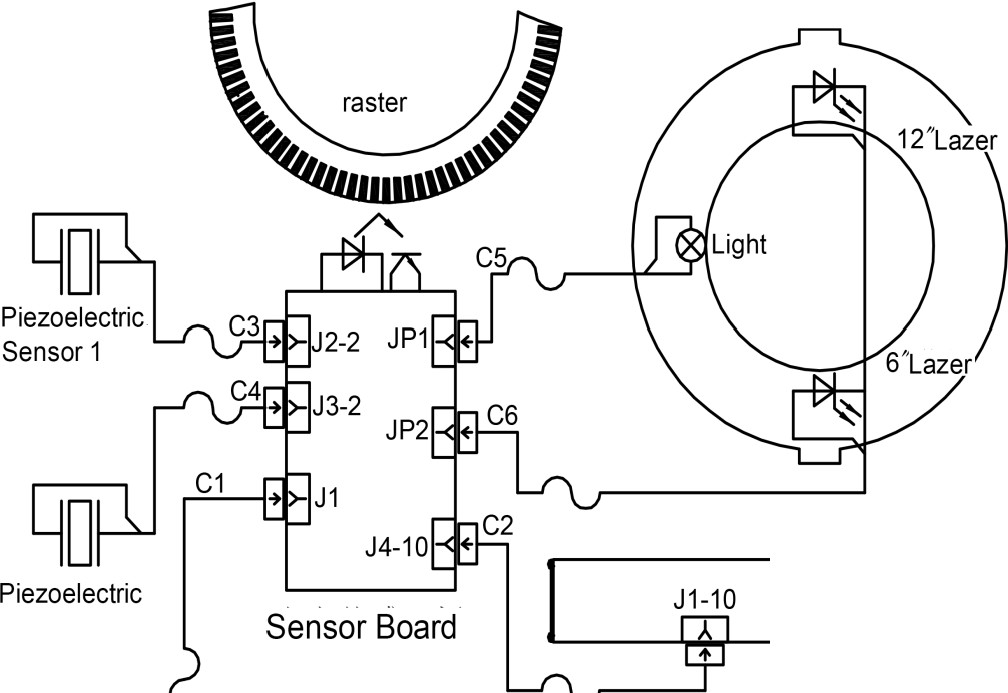 raster
12″Lazer
Light
C5
Piezoelectric
Sensor 1
C3
J2-2
JP1
6″Lazer
C4
J3-2
JP2
C6
C1
J1
C2
J4-10
Piezoelectric
J1-10
Sensor Board